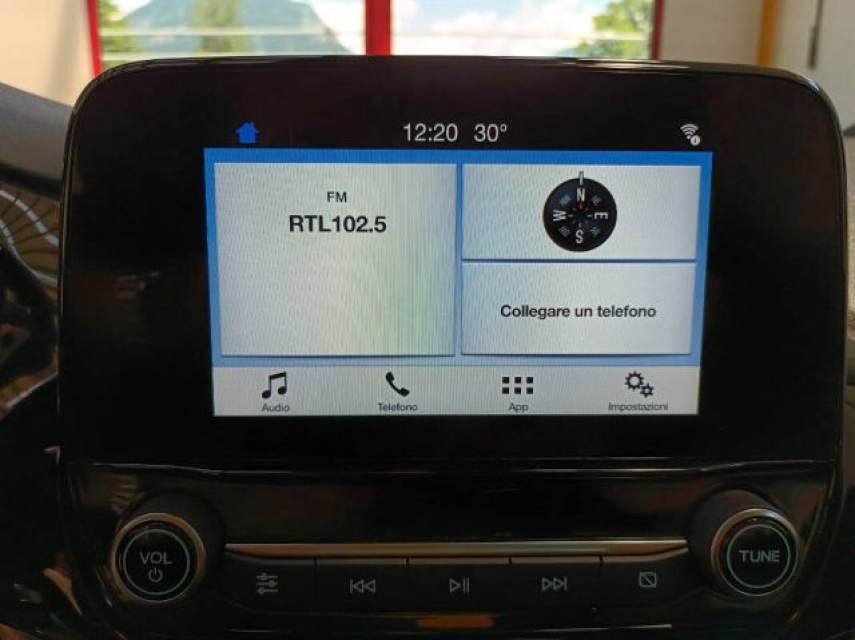 12:20 30°
FM
RTL102.5
N
W E
S
Collegare un telefono
Audio Telefono App Impostazioni
VOL
TUNE